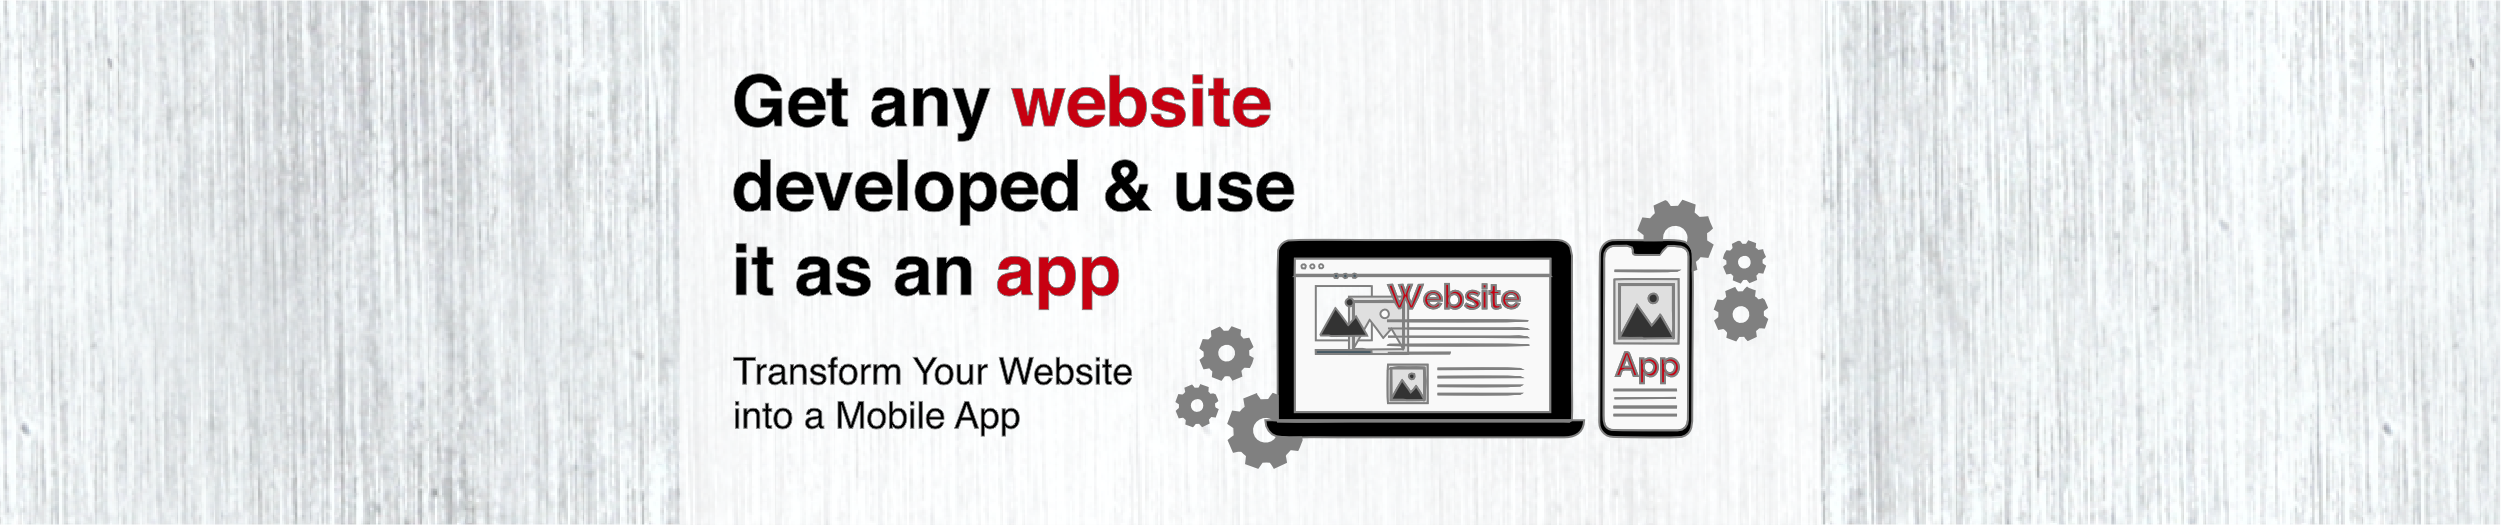 Get any website
developed & use
it as an app
Transform Your Website
into a Mobile App
Website
App